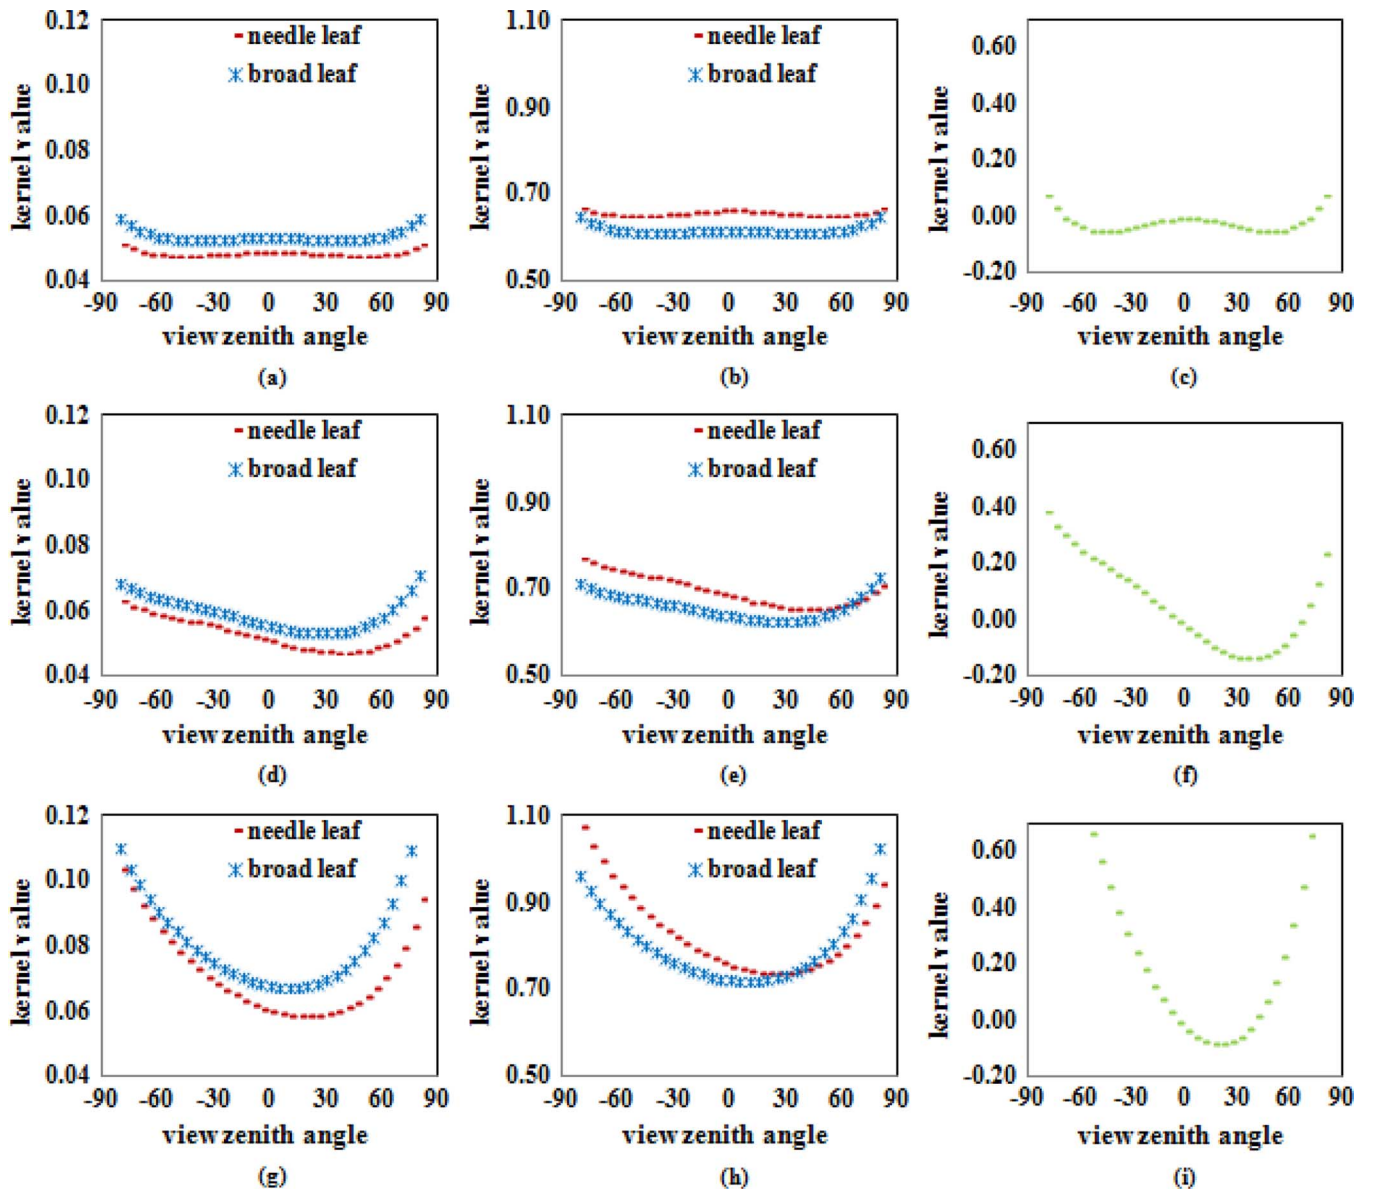 0.12
0.10
0.08
0.06
0.04
kernel value
needle leaf
broad leaf
-90 -60 -30 0 30 60 90
view zenith angle
(a)
1.10
0.90
0.70
0.50
kernel value
needle leaf
broad leaf
-90 -60 -30 0 30 60 90
view zenith angle
(b)
0.60
0.40
0.20
0.00
-0.20
kernel value
-90 -60 -30 0 30 60 90
view zenith angle
(c)
0.12
0.10
0.08
0.06
0.04
kernel value
needle leaf
broad leaf
-90 -60 -30 0 30 60 90
view zenith angle
(d)
1.10
0.90
0.70
0.50
kernel value
needle leaf
broad leaf
-90 -60 -30 0 30 60 90
view zenith angle
(e)
0.60
0.40
0.20
0.00
-0.20
kernel value
-90 -60 -30 0 30 60 90
view zenith angle
(f)
0.12
0.10
0.08
0.06
0.04
kernel value
needle leaf
broad leaf
-90 -60 -30 0 30 60 90
view zenith angle
(g)
1.10
0.90
0.70
0.50
kernel value
needle leaf
broad leaf
-90 -60 -30 0 30 60 90
view zenith angle
(h)
0.60
0.40
0.20
0.00
-0.20
kernel value
-90 -60 -30 0 30 60 90
view zenith angle
(i)